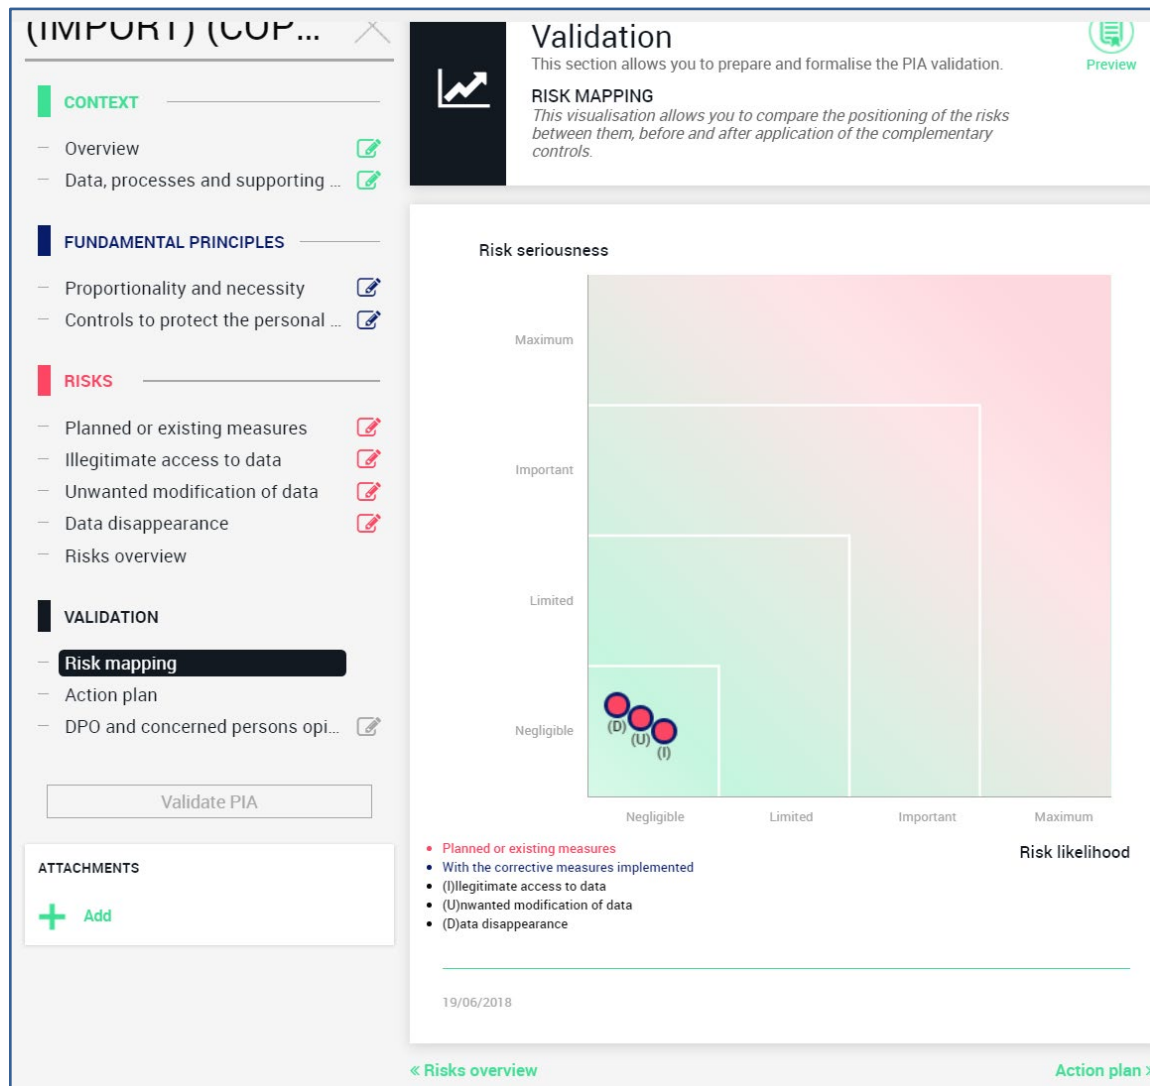 (IMPORT) (COP...
CONTEXT
Overview
Data, processes and supporting ...
FUNDAMENTAL PRINCIPLES
Proportionality and necessity
Controls to protect the personal ...
RISKS
Planned or existing measures
Illegitimate access to data
Unwanted modification of data
Data disappearance
Risks overview
VALIDATION
Risk mapping
Action plan
DPO and concerned persons opi...
Validate PIA
ATTACHMENTS
Add
Validation
This section allows you to prepare and formalise the PIA validation.
RISK MAPPING
This visualisation allows you to compare the positioning of the risks
between them, before and after application of the complementary
controls.
Preview
Risk seriousness
Maximum
Important
Limited
Negligible
(D)
(U)
(I)
Negligible Limited Important Maximum
Risk likelihood
Planned or existing measures
With the corrective measures implemented
(I)llegitimate access to data
(U)nwanted modification of data
(D)ata disappearance
19/06/2018
« Risks overview
Action plan »